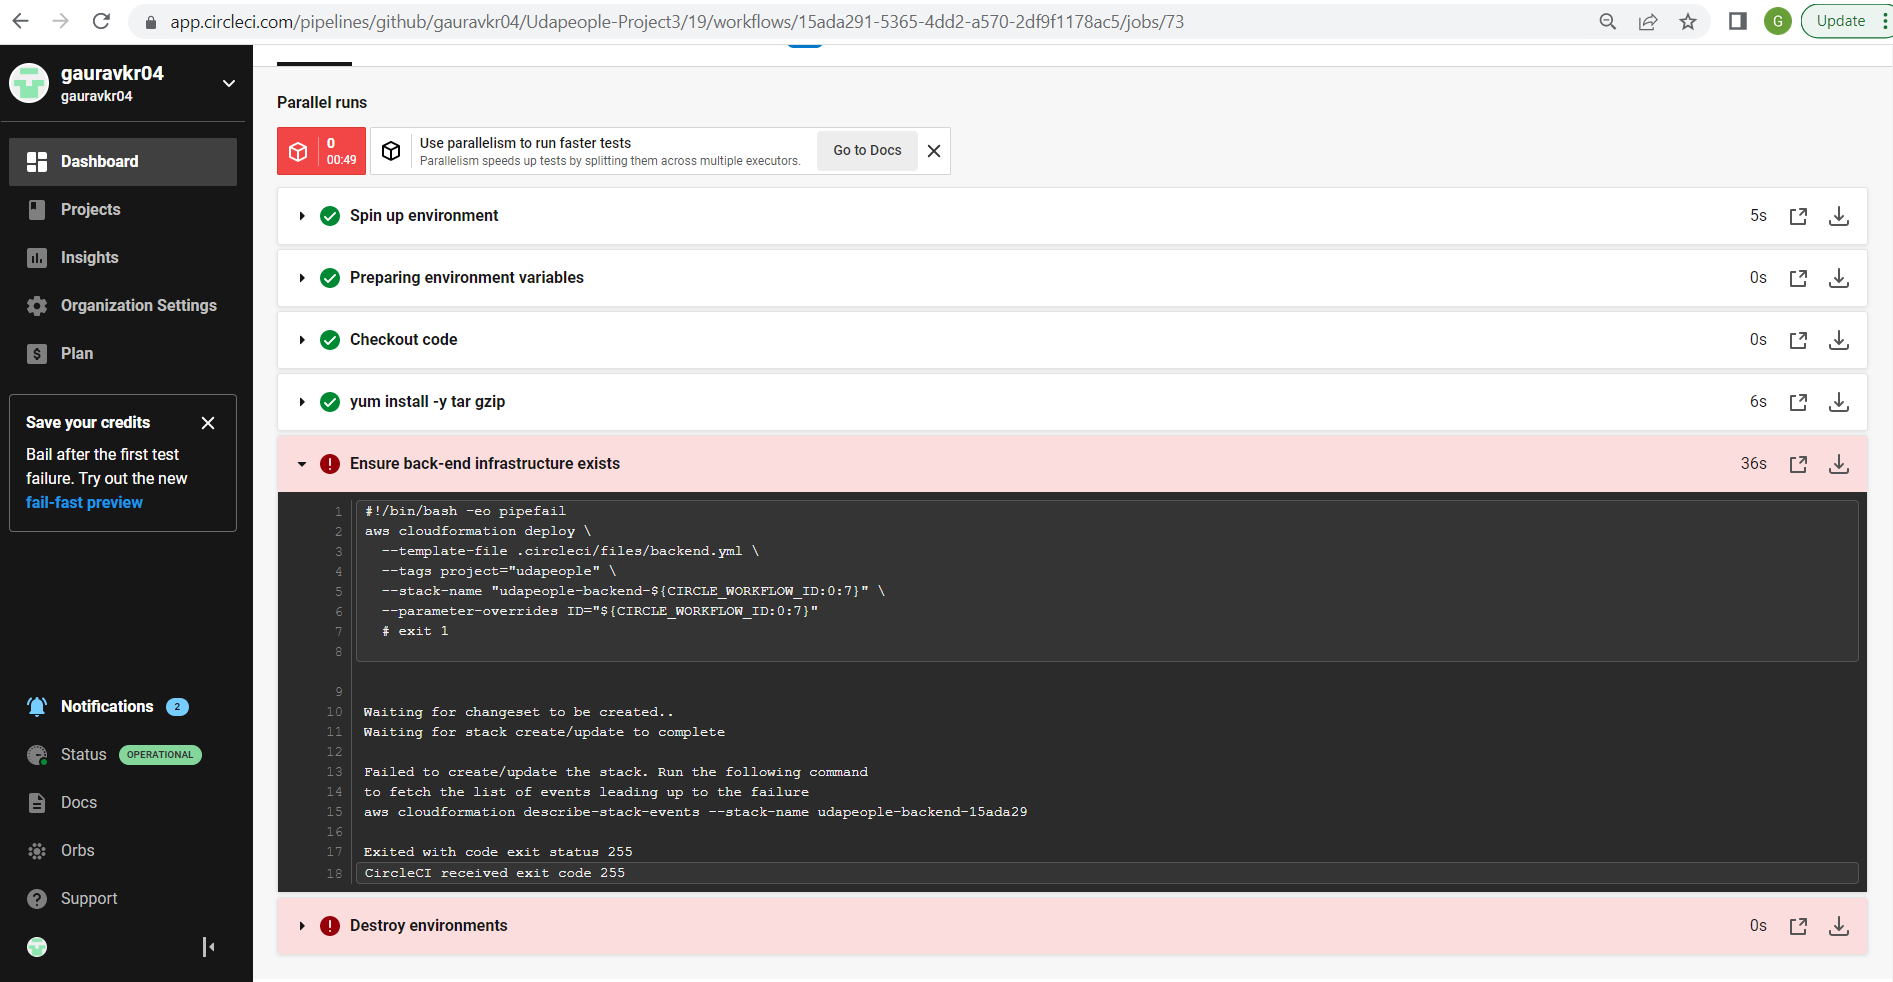 app.circleci.com/pipelines/github/gauravkr04/Udapeople-Project3/19/workflows/15ada291-5365-4dd2-a570-2df9f1178ac5/jobs/73
G
Update
gauravkr04
gauravkr04
Dashboard
Projects
Insights
Organization Settings
Plan
Save your credits
Bail after the first test
failure. Try out the new
fail-fast preview
Notifications 2
Status OPERATIONAL
Docs
Orbs
Support
Parallel runs
0
00:49
Use parallelism to run faster tests
Parallelism speeds up tests by splitting them across multiple executors.
Go to Docs
Spin up environment 5s
Preparing environment variables 0s
Checkout code 0s
yum install -y tar gzip 6s
Ensure back-end infrastructure exists 36s
1 #!/bin/bash -eo pipefail
2 aws cloudformation deploy \
3 --template-file .circleci/files/backend.yml \
4 --tags project="udapeople" \
5 --stack-name "udapeople-backend-${CIRCLE_WORKFLOW_ID:0:7}" \
6 --parameter-overrides ID="${CIRCLE_WORKFLOW_ID:0:7}"
7 # exit 1
8
9
10 Waiting for changeset to be created..
11 Waiting for stack create/update to complete
12
13 Failed to create/update the stack. Run the following command
14 to fetch the list of events leading up to the failure
15 aws cloudformation describe-stack-events --stack-name udapeople-backend-15ada29
16
17 Exited with code exit status 255
18 CircleCI received exit code 255
Destroy environments 0s